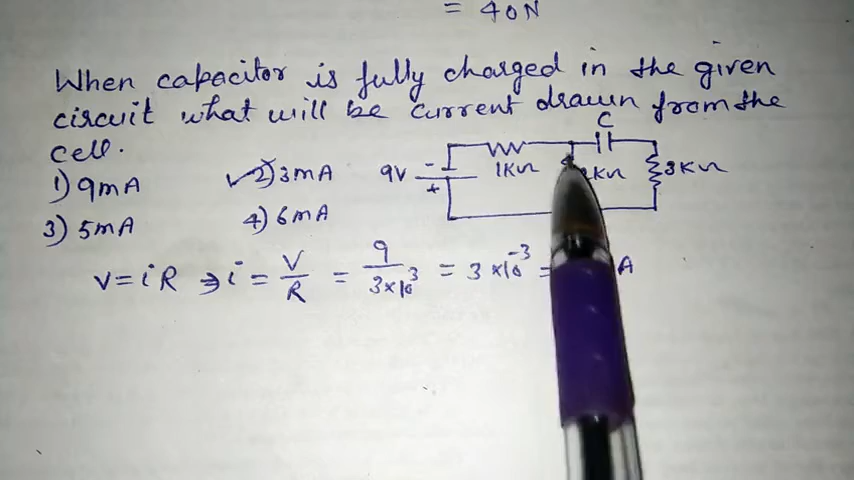 = 40N
When capacitor is fully charged in the given
circuit what will be current drawn from the
cell.
1) 9mA
2) 3mA
3) 5mA
4) 6mA
C
9V
-
+
1KΩ
KΩ
3KΩ
V = iR ⇒ i = V/R = 9/3×10³ = 3×10⁻³ = A